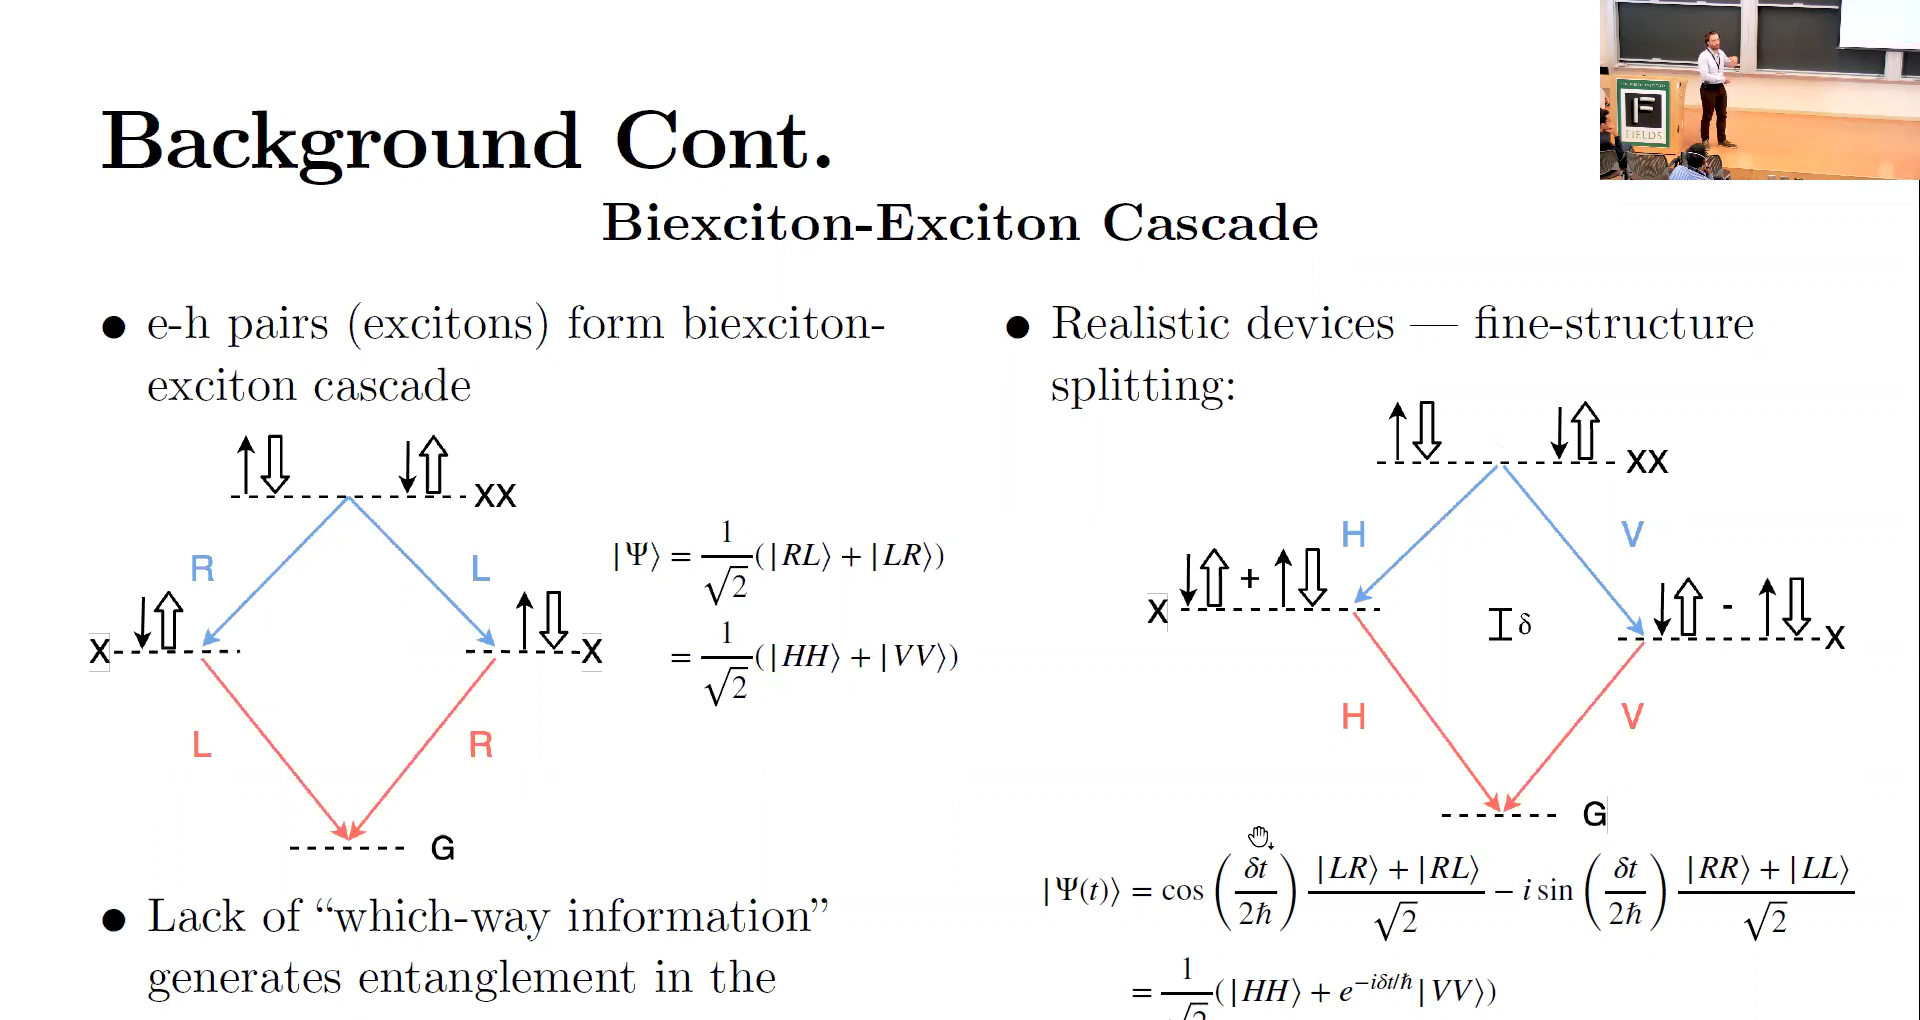 Background Cont.
Biexciton-Exciton Cascade
● e-h pairs (excitons) form biexciton-
exciton cascade
XX
R L
X X
L R
G
|Ψ⟩ = 1/√2 (|RL⟩ + |LR⟩)
= 1/√2 (|HH⟩ + |VV⟩)
● Lack of “which-way information”
generates entanglement in the
● Realistic devices — fine-structure
splitting:
XX
H V
X + δ - X
H V
G
|Ψ(t)⟩ = cos (δt/2ħ) |LR⟩ + |RL⟩/√2 − i sin (δt/2ħ) |RR⟩ + |LL⟩/√2
= 1/√2 (|HH⟩ + e^{−iδt/ħ}|VV⟩)
F
FIELDS